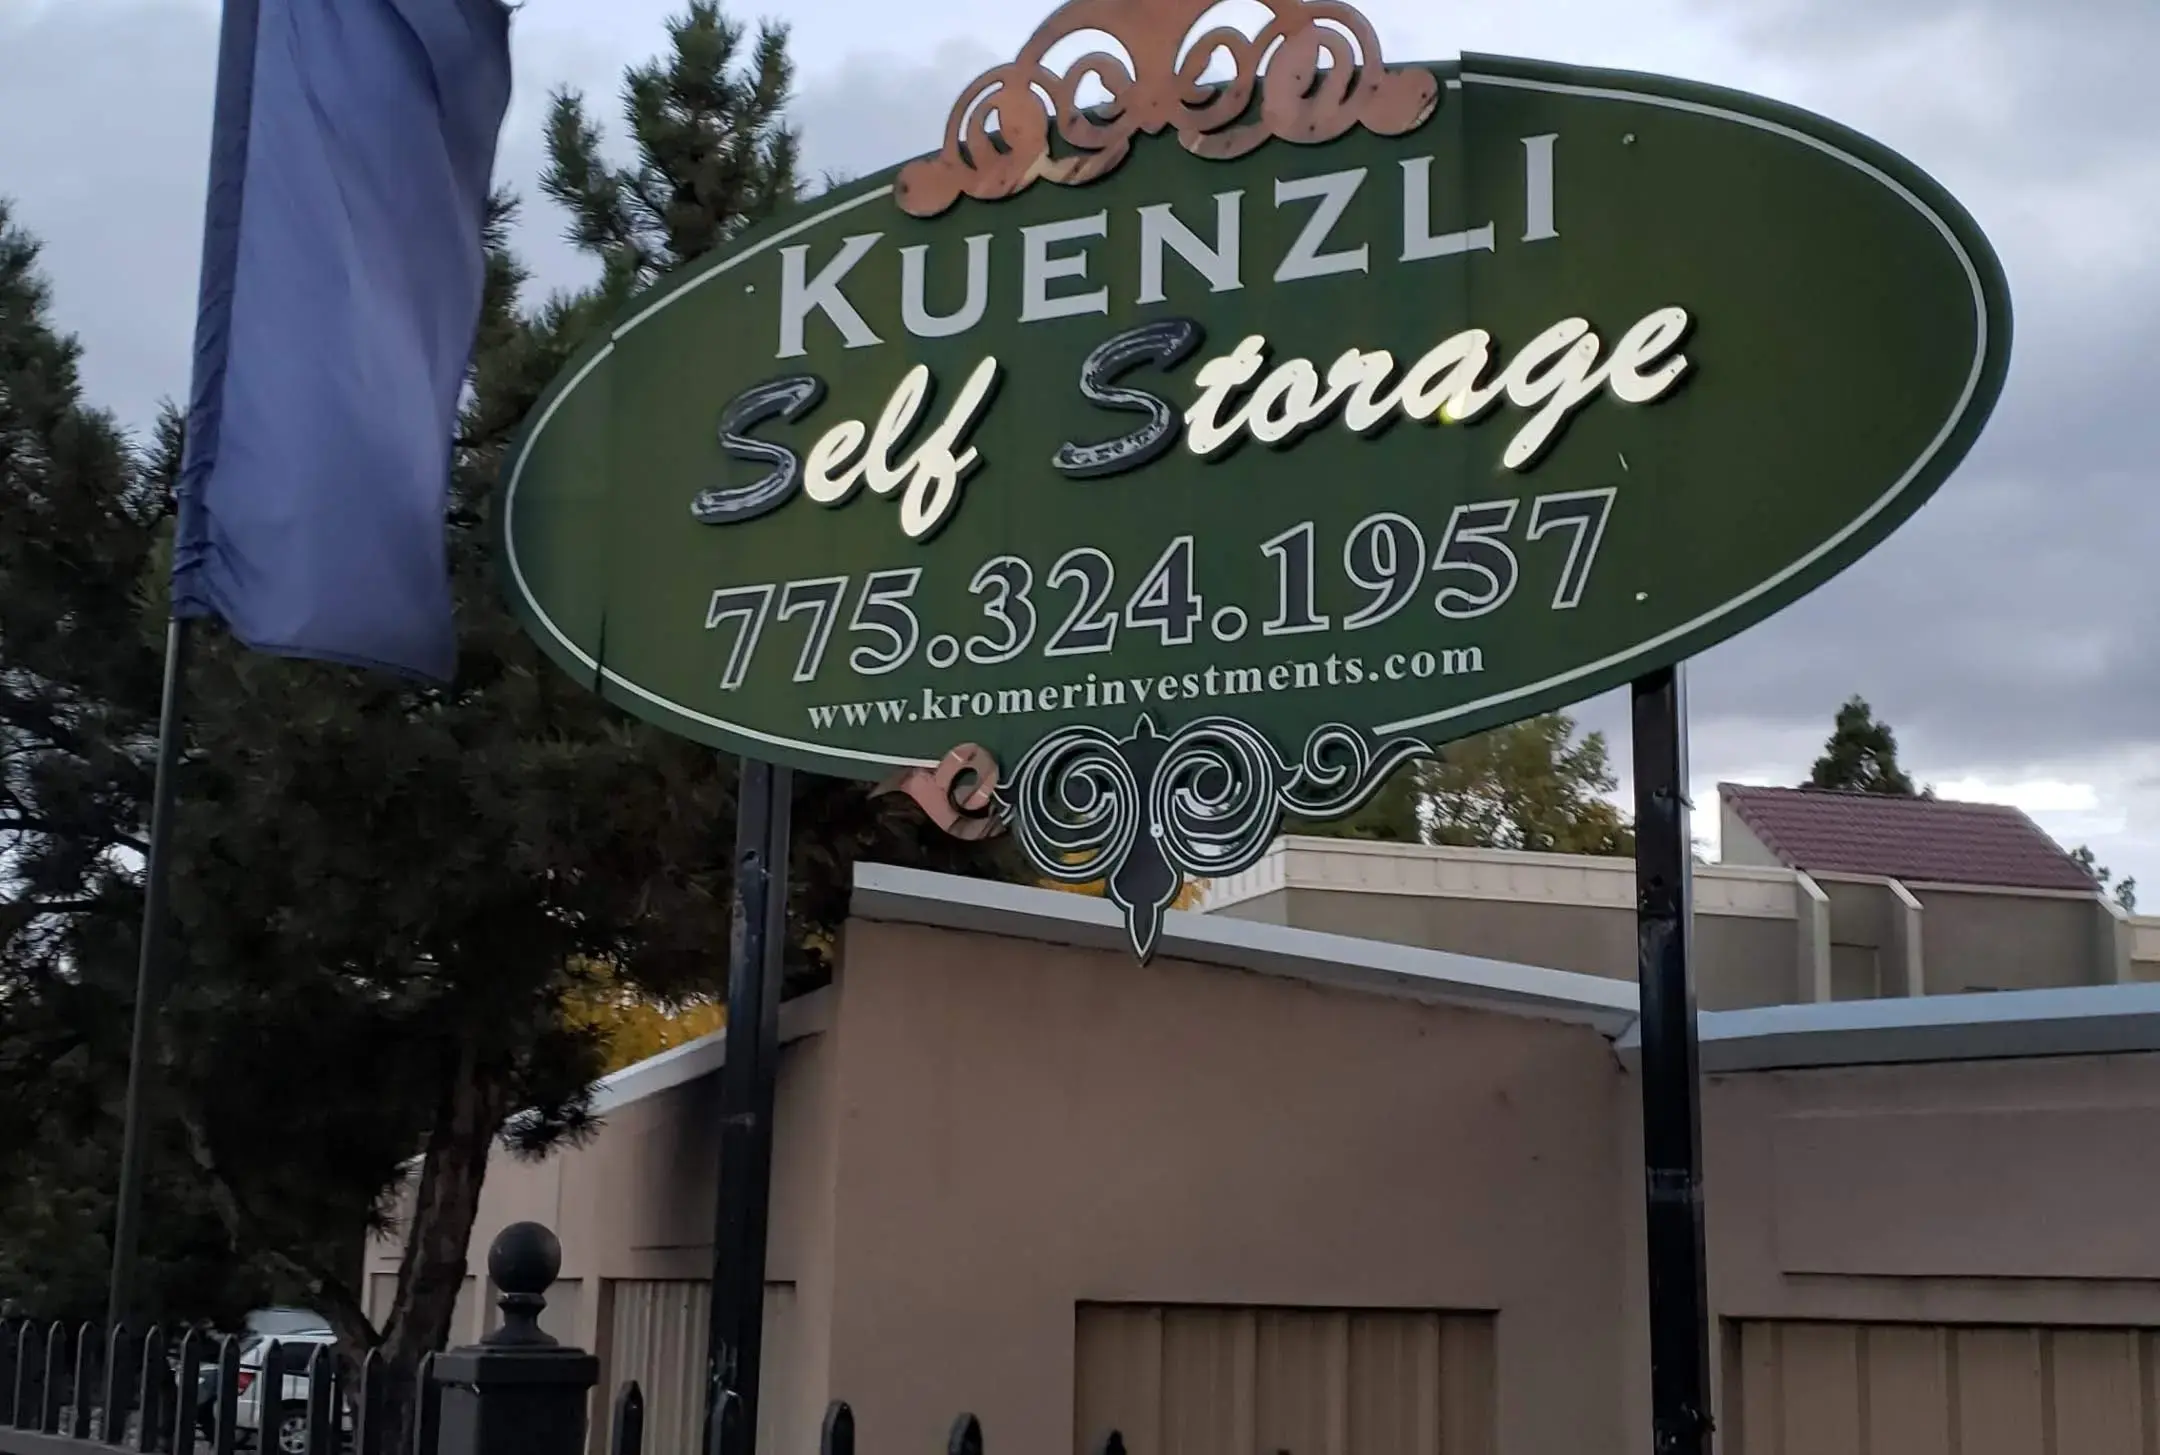 KUENZLI
Self Storage
775.324.1957
www.kromerinvestments.com